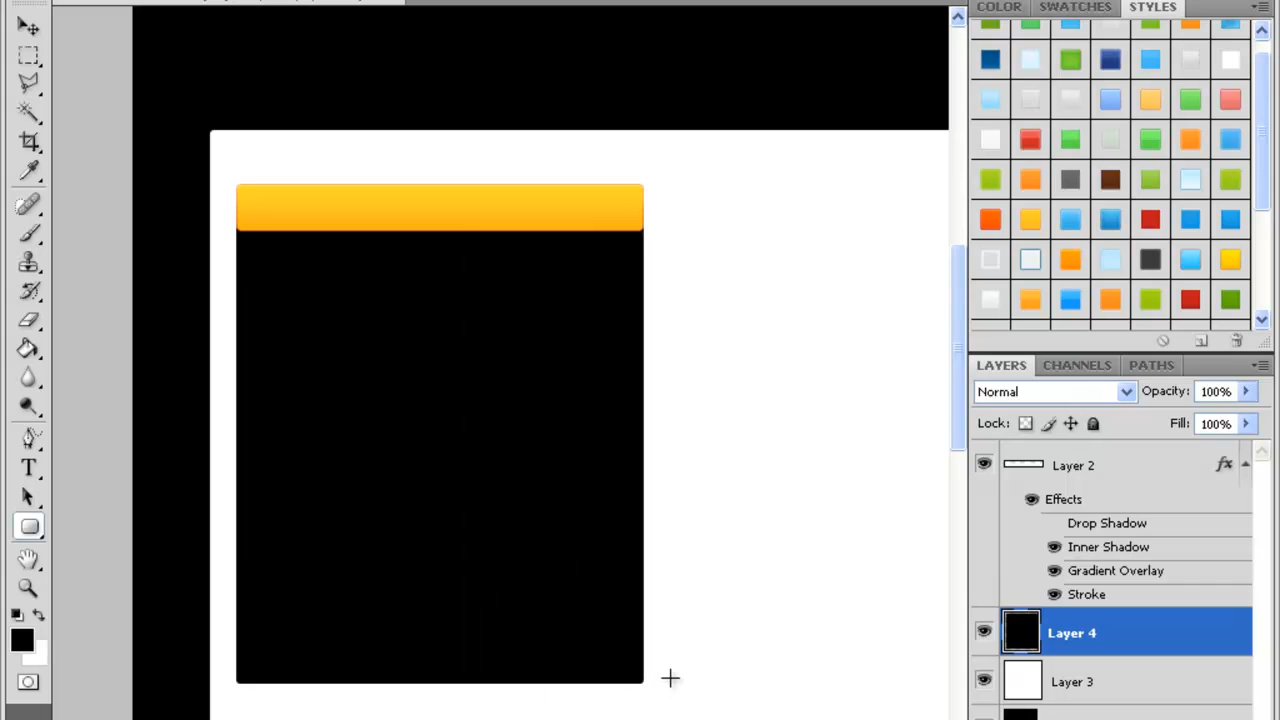 COLOR SWATCHES STYLES
LAYERS CHANNELS PATHS
Normal Opacity: 100%
Lock: Fill: 100%
Layer 2 fx
Effects
Drop Shadow
Inner Shadow
Gradient Overlay
Stroke
Layer 4
Layer 3
T